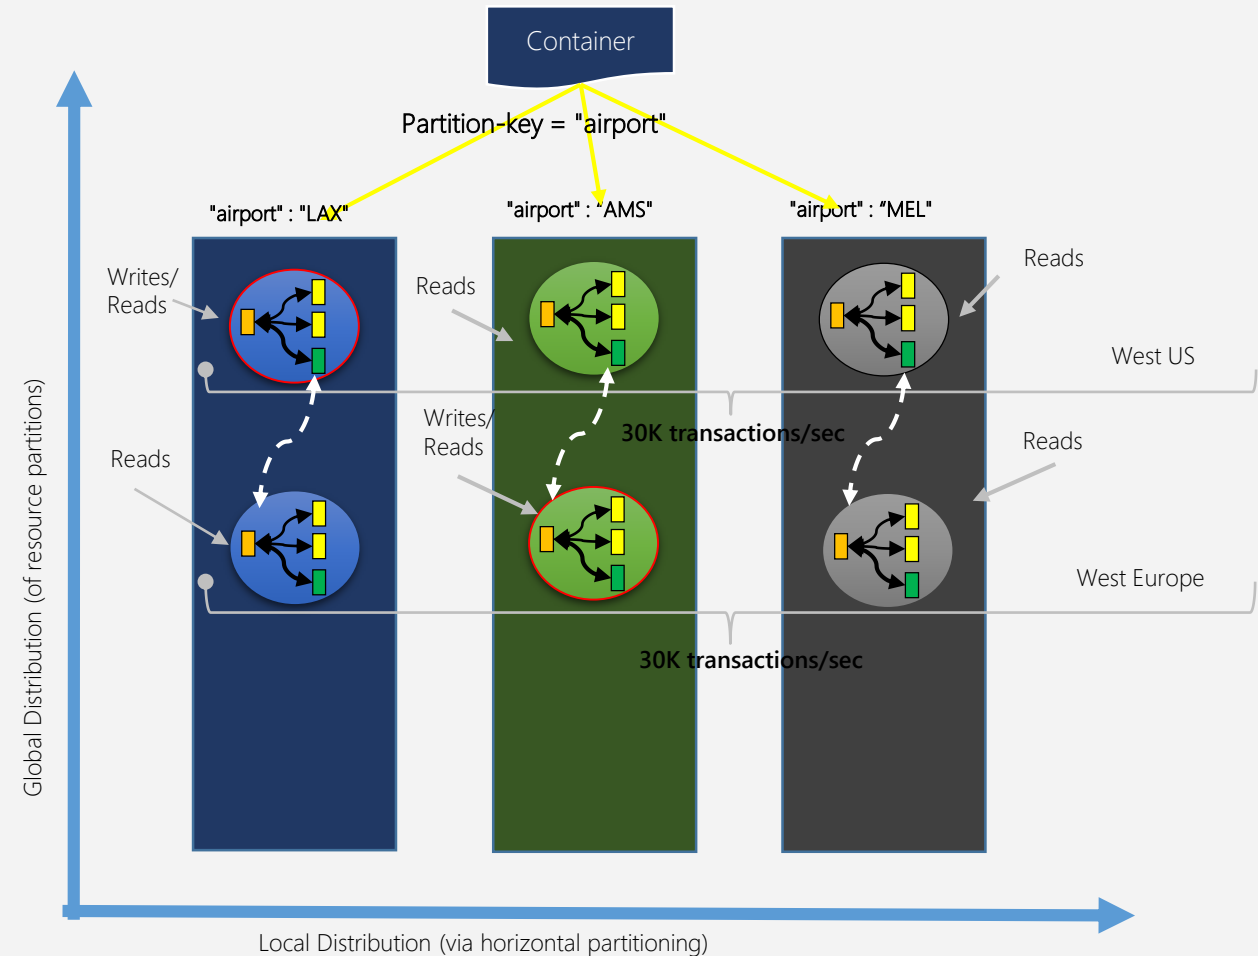 Container
Partition-key = "airport"
"airport" : "LAX"
"airport" : “AMS"
"airport" : “MEL"
Writes/
Reads
Reads
Reads
West US
30K transactions/sec
Reads
Writes/
Reads
Reads
West Europe
30K transactions/sec
Global Distribution (of resource partitions)
Local Distribution (via horizontal partitioning)